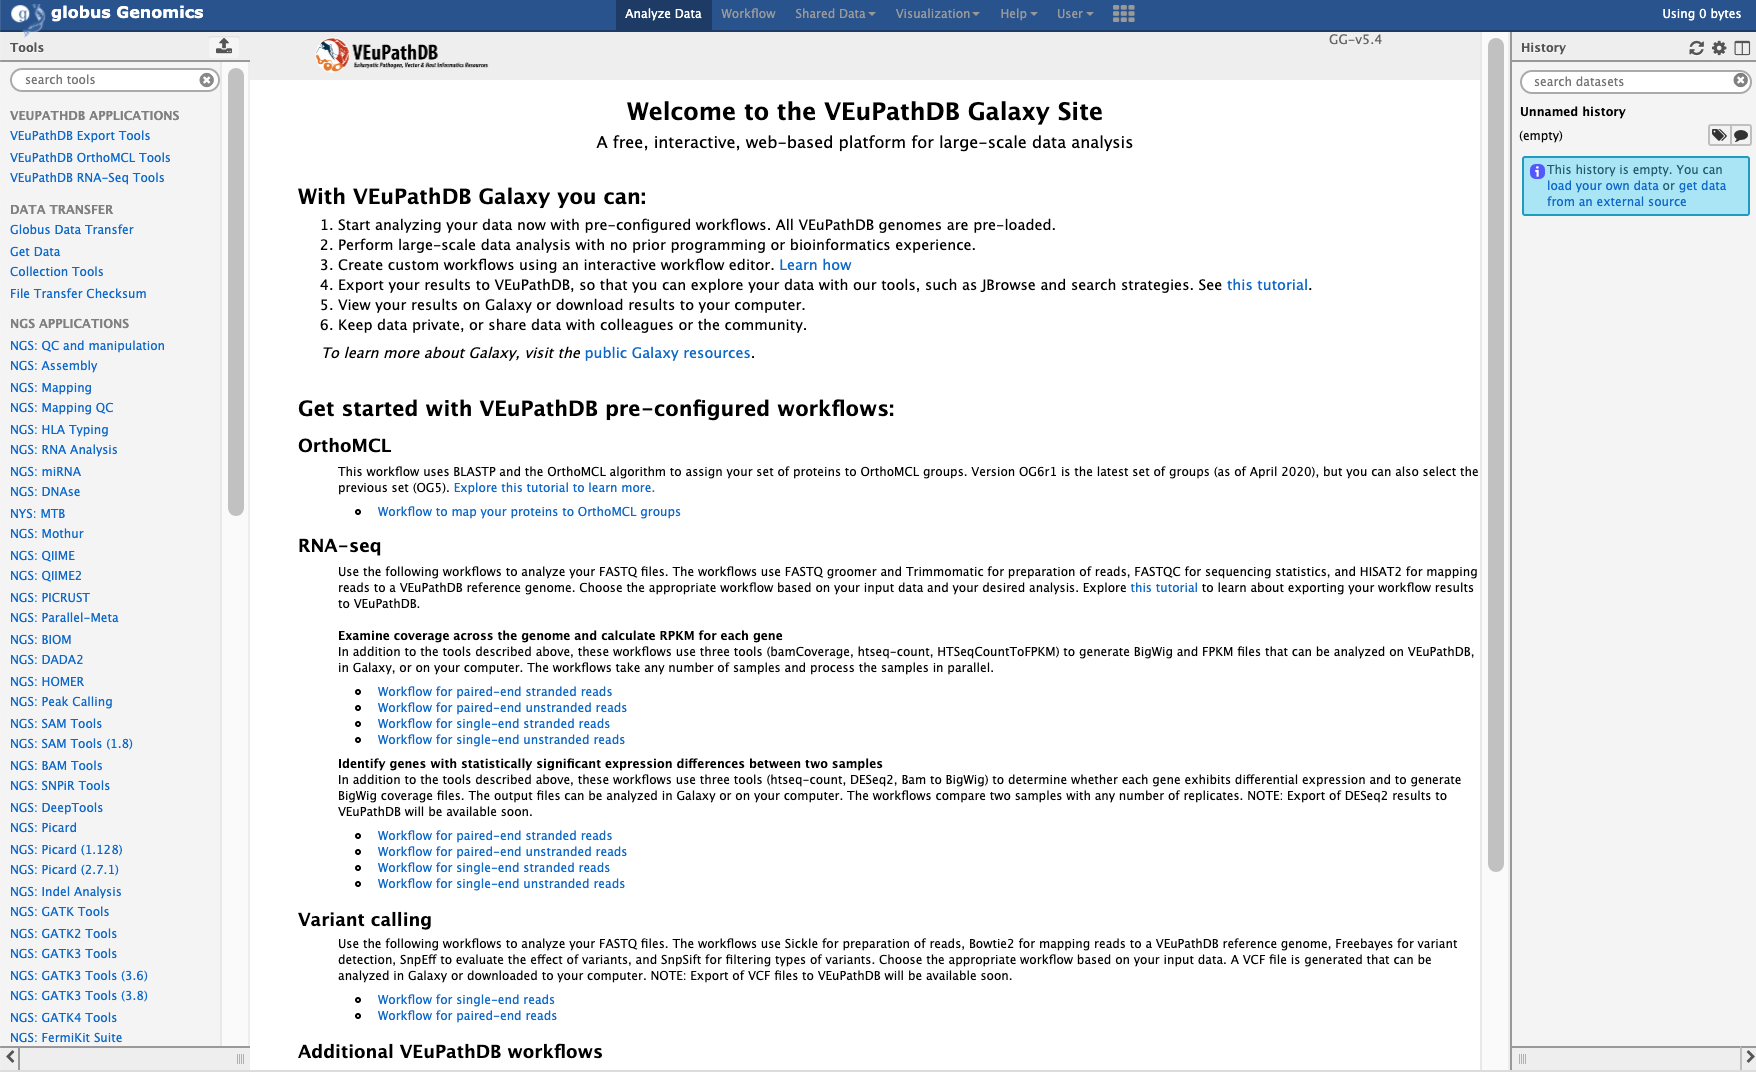 globus Genomics
Analyze Data Workflow Shared Data Visualization Help User
Using 0 bytes
Tools
search tools
VEUPATHDB APPLICATIONS
VEuPathDB Export Tools
VEuPathDB OrthoMCL Tools
VEuPathDB RNA-Seq Tools
DATA TRANSFER
Globus Data Transfer
Get Data
Collection Tools
File Transfer Checksum
NGS APPLICATIONS
NGS: QC and manipulation
NGS: Assembly
NGS: Mapping
NGS: Mapping QC
NGS: HLA Typing
NGS: RNA Analysis
NGS: miRNA
NGS: DNAse
NYS: MTB
NGS: Mothur
NGS: QIIME
NGS: QIIME2
NGS: PICRUST
NGS: Parallel-Meta
NGS: BIOM
NGS: DADA2
NGS: HOMER
NGS: Peak Calling
NGS: SAM Tools
NGS: SAM Tools (1.8)
NGS: BAM Tools
NGS: SNPiR Tools
NGS: DeepTools
NGS: Picard
NGS: Picard (1.128)
NGS: Picard (2.7.1)
NGS: Indel Analysis
NGS: GATK Tools
NGS: GATK2 Tools
NGS: GATK3 Tools
NGS: GATK3 Tools (3.6)
NGS: GATK3 Tools (3.8)
NGS: GATK4 Tools
NGS: FermiKit Suite
VEuPathDB
Eukaryotic Pathogen, Vector & Host Informatics Resources
GG-v5.4
Welcome to the VEuPathDB Galaxy Site
A free, interactive, web-based platform for large-scale data analysis
With VEuPathDB Galaxy you can:
1. Start analyzing your data now with pre-configured workflows. All VEuPathDB genomes are pre-loaded.
2. Perform large-scale data analysis with no prior programming or bioinformatics experience.
3. Create custom workflows using an interactive workflow editor. Learn how
4. Export your results to VEuPathDB, so that you can explore your data with our tools, such as JBrowse and search strategies. See this tutorial.
5. View your results on Galaxy or download results to your computer.
6. Keep data private, or share data with colleagues or the community.
To learn more about Galaxy, visit the public Galaxy resources.
Get started with VEuPathDB pre-configured workflows:
OrthoMCL
This workflow uses BLASTP and the OrthoMCL algorithm to assign your set of proteins to OrthoMCL groups. Version OG6r1 is the latest set of groups (as of April 2020), but you can also select the
previous set (OG5). Explore this tutorial to learn more.
Workflow to map your proteins to OrthoMCL groups
RNA-seq
Use the following workflows to analyze your FASTQ files. The workflows use FASTQ groomer and Trimmomatic for preparation of reads, FASTQC for sequencing statistics, and HISAT2 for mapping
reads to a VEuPathDB reference genome. Choose the appropriate workflow based on your input data and your desired analysis. Explore this tutorial to learn about exporting your workflow results
to VEuPathDB.
Examine coverage across the genome and calculate RPKM for each gene
In addition to the tools described above, these workflows use three tools (bamCoverage, htseq-count, HTSeqCountToFPKM) to generate BigWig and FPKM files that can be analyzed on VEuPathDB,
in Galaxy, or on your computer. The workflows take any number of samples and process the samples in parallel.
Workflow for paired-end stranded reads
Workflow for paired-end unstranded reads
Workflow for single-end stranded reads
Workflow for single-end unstranded reads
Identify genes with statistically significant expression differences between two samples
In addition to the tools described above, these workflows use three tools (htseq-count, DESeq2, Bam to BigWig) to determine whether each gene exhibits differential expression and to generate
BigWig coverage files. The output files can be analyzed in Galaxy or on your computer. The workflows compare two samples with any number of replicates. NOTE: Export of DESeq2 results to
VEuPathDB will be available soon.
Workflow for paired-end stranded reads
Workflow for paired-end unstranded reads
Workflow for single-end stranded reads
Workflow for single-end unstranded reads
Variant calling
Use the following workflows to analyze your FASTQ files. The workflows use Sickle for preparation of reads, Bowtie2 for mapping reads to a VEuPathDB reference genome, Freebayes for variant
detection, SnpEff to evaluate the effect of variants, and SnpSift for filtering types of variants. Choose the appropriate workflow based on your input data. A VCF file is generated that can be
analyzed in Galaxy or downloaded to your computer. NOTE: Export of VCF files to VEuPathDB will be available soon.
Workflow for single-end reads
Workflow for paired-end reads
Additional VEuPathDB workflows
History
search datasets
Unnamed history
(empty)
This history is empty. You can
load your own data or get data
from an external source